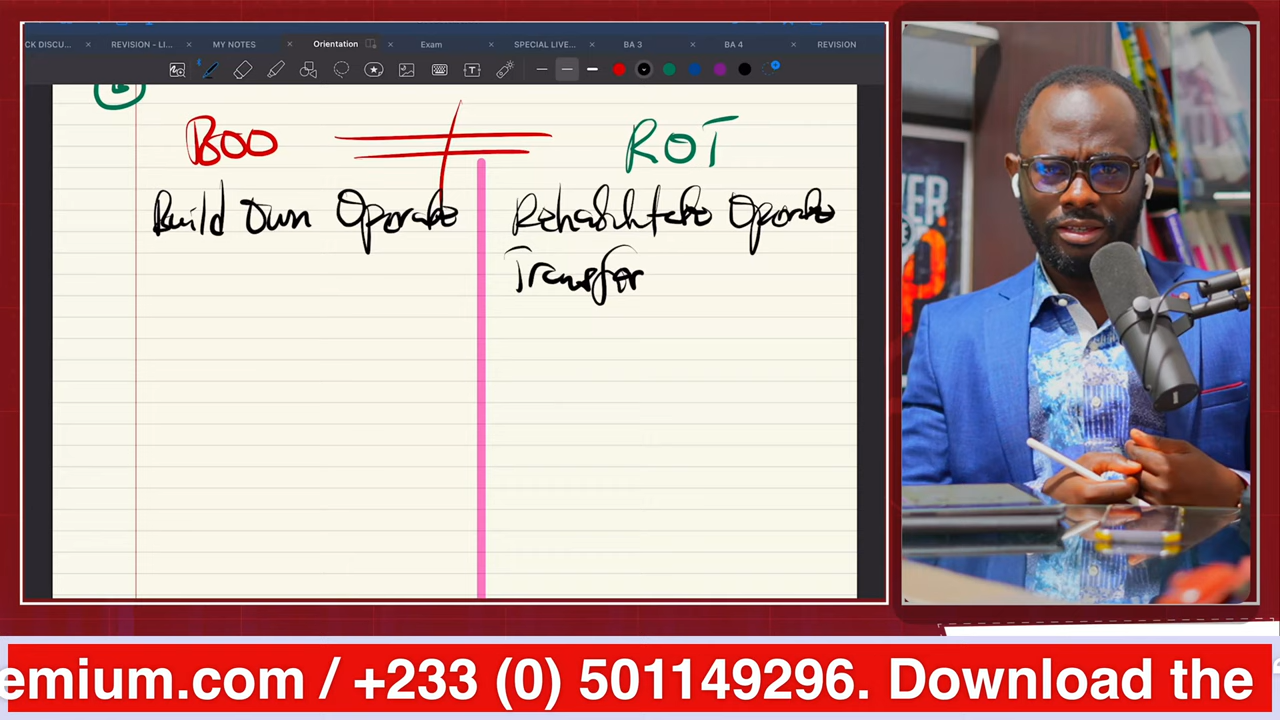 CK DISCU... × REVISION - LI... × MY NOTES × Orientation × Exam × SPECIAL LIVE... × BA 3 × BA 4 × REVISION
BOO ROT
Build Own Operate Rehabilitate Operate
Transfer
emium.com / +233 (0) 501149296. Download the